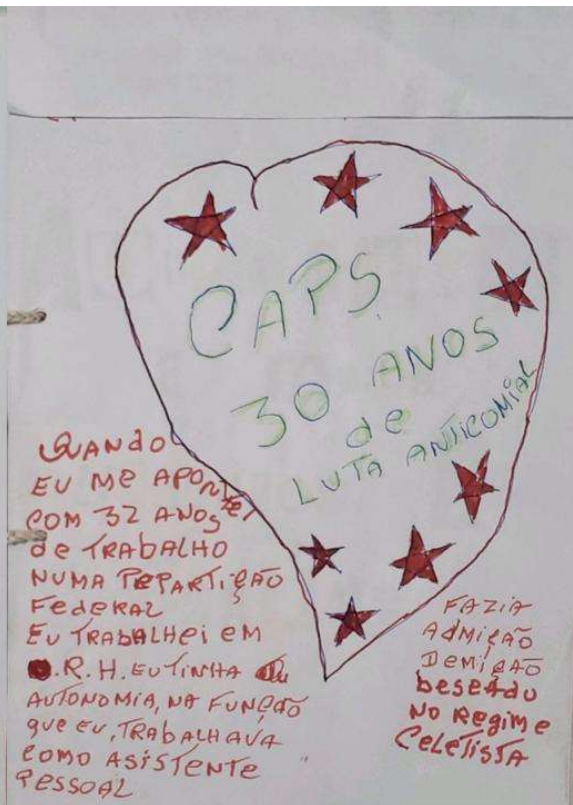 CAPS
30 ANOS
de
LUTA ANTICOMIAL
QUANdO
EU ME APONTEI
COM 32 ANOS
de TRAbALHO
NUMA REPARTIÇÃO
FedeRAL
EU TRAbALHei EM
R.H. EU TINHA
AUTONOMIA, NA FUNÇÃO
que EU, TRAbALHAVA
COMO ASISTENTE
PESSOAL
FAZIA
ADMIÇÃO
DEMIÇÃO
bESEAdO
NO RegiMe
CeLeTISTA